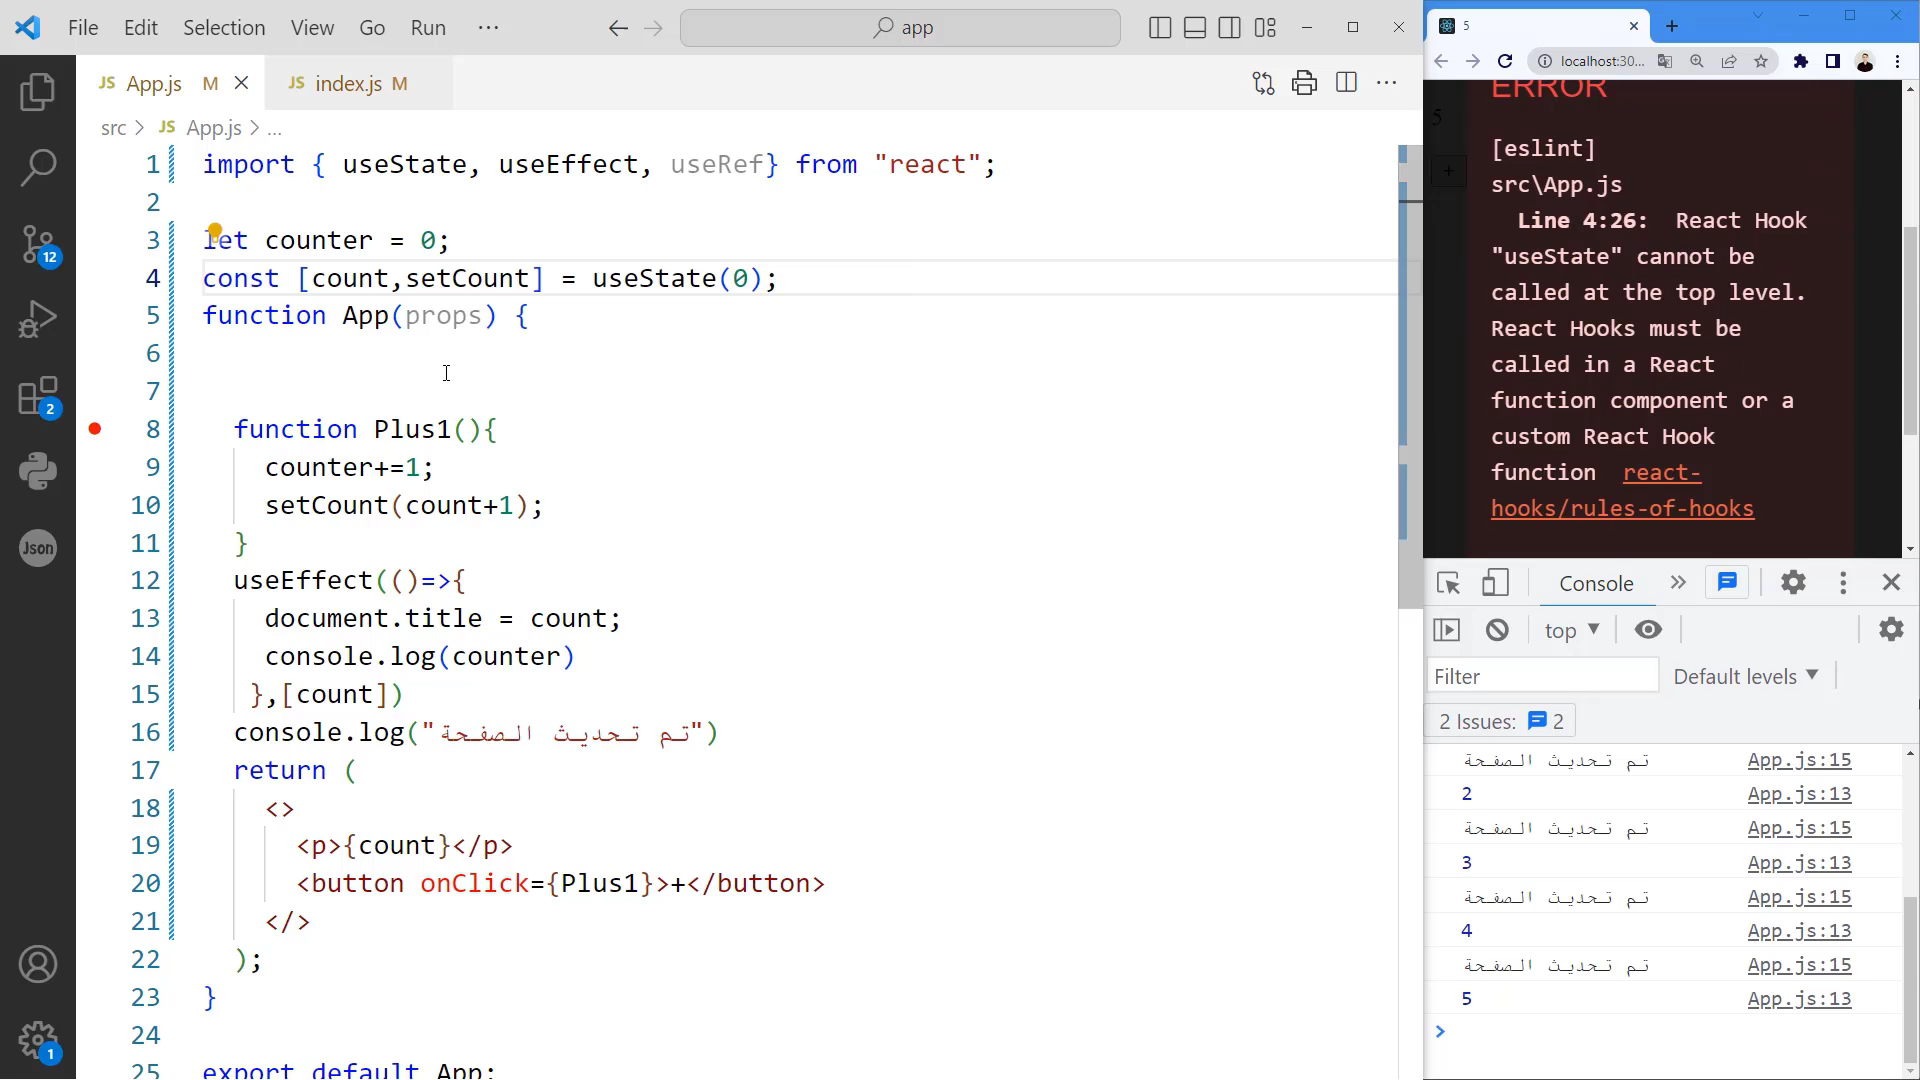 File Edit Selection View Go Run ···
app
JS App.js M
JS index.js M
src > JS App.js > ...
1 import { useState, useEffect, useRef} from "react";
2
3 let counter = 0;
4 const [count,setCount] = useState(0);
5 function App(props) {
6
7
8 function Plus1(){
9 counter+=1;
10 setCount(count+1);
11 }
12 useEffect(()=>{
13 document.title = count;
14 console.log(counter)
15 },[count])
16 console.log("تم تحديث الصفحة")
17 return (
18 <>
19 <p>{count}</p>
20 <button onClick={Plus1}>+</button>
21 </>
22 );
23 }
24
25 export default App;
12
2
Json
1
5
localhost:30...
5
+
ERROR
[eslint]
src\App.js
Line 4:26: React Hook
"useState" cannot be
called at the top level.
React Hooks must be
called in a React
function component or a
custom React Hook
function react-
hooks/rules-of-hooks
Console
top
Filter
Default levels
2 Issues: 2
تم تحديث الصفحة App.js:15
2 App.js:13
تم تحديث الصفحة App.js:15
3 App.js:13
تم تحديث الصفحة App.js:15
4 App.js:13
تم تحديث الصفحة App.js:15
5 App.js:13